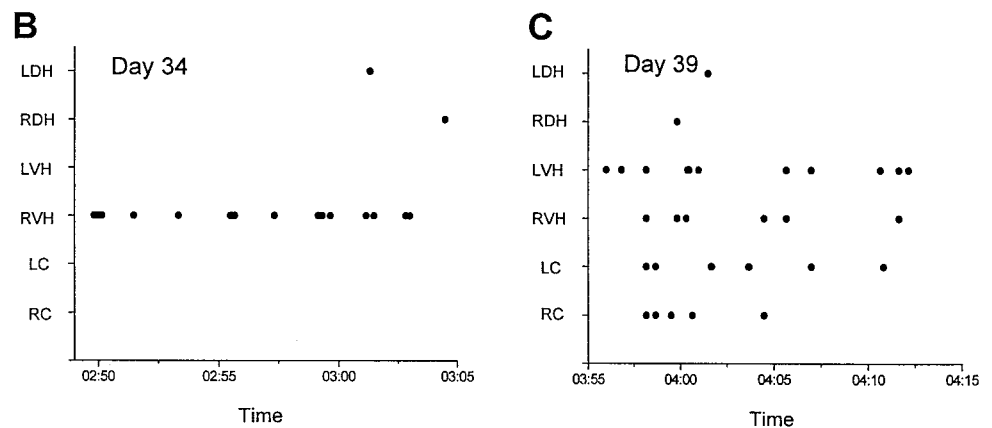 B
Day 34
LDH
RDH
LVH
RVH
LC
RC
02:50 02:55 03:00 03:05
Time
C
Day 39
LDH
RDH
LVH
RVH
LC
RC
03:55 04:00 04:05 04:10 04:15
Time